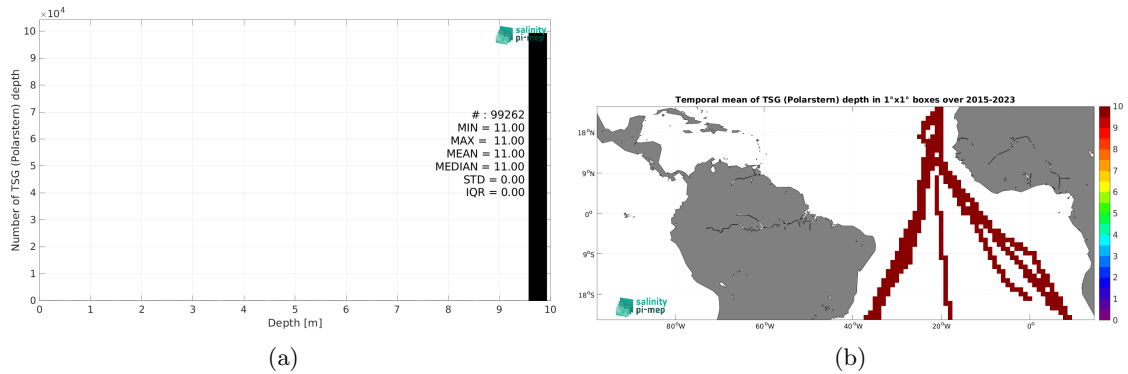 ×10⁴
10
9
8
7
6
5
4
3
2
1
0
Number of TSG (Polarstern) depth
salinity
pi-mep
# : 99262
MIN = 11.00
MAX = 11.00
MEAN = 11.00
MEDIAN = 11.00
STD = 0.00
IQR = 0.00
0 1 2 3 4 5 6 7 8 9 10
Depth [m]
(a)
Temporal mean of TSG (Polarstern) depth in 1°x1° boxes over 2015-2023
18°N
9°N
0°
9°S
18°S
salinity
pi-mep
80°W 60°W 40°W 20°W 0°
10
9
8
7
6
5
4
3
2
1
0
(b)